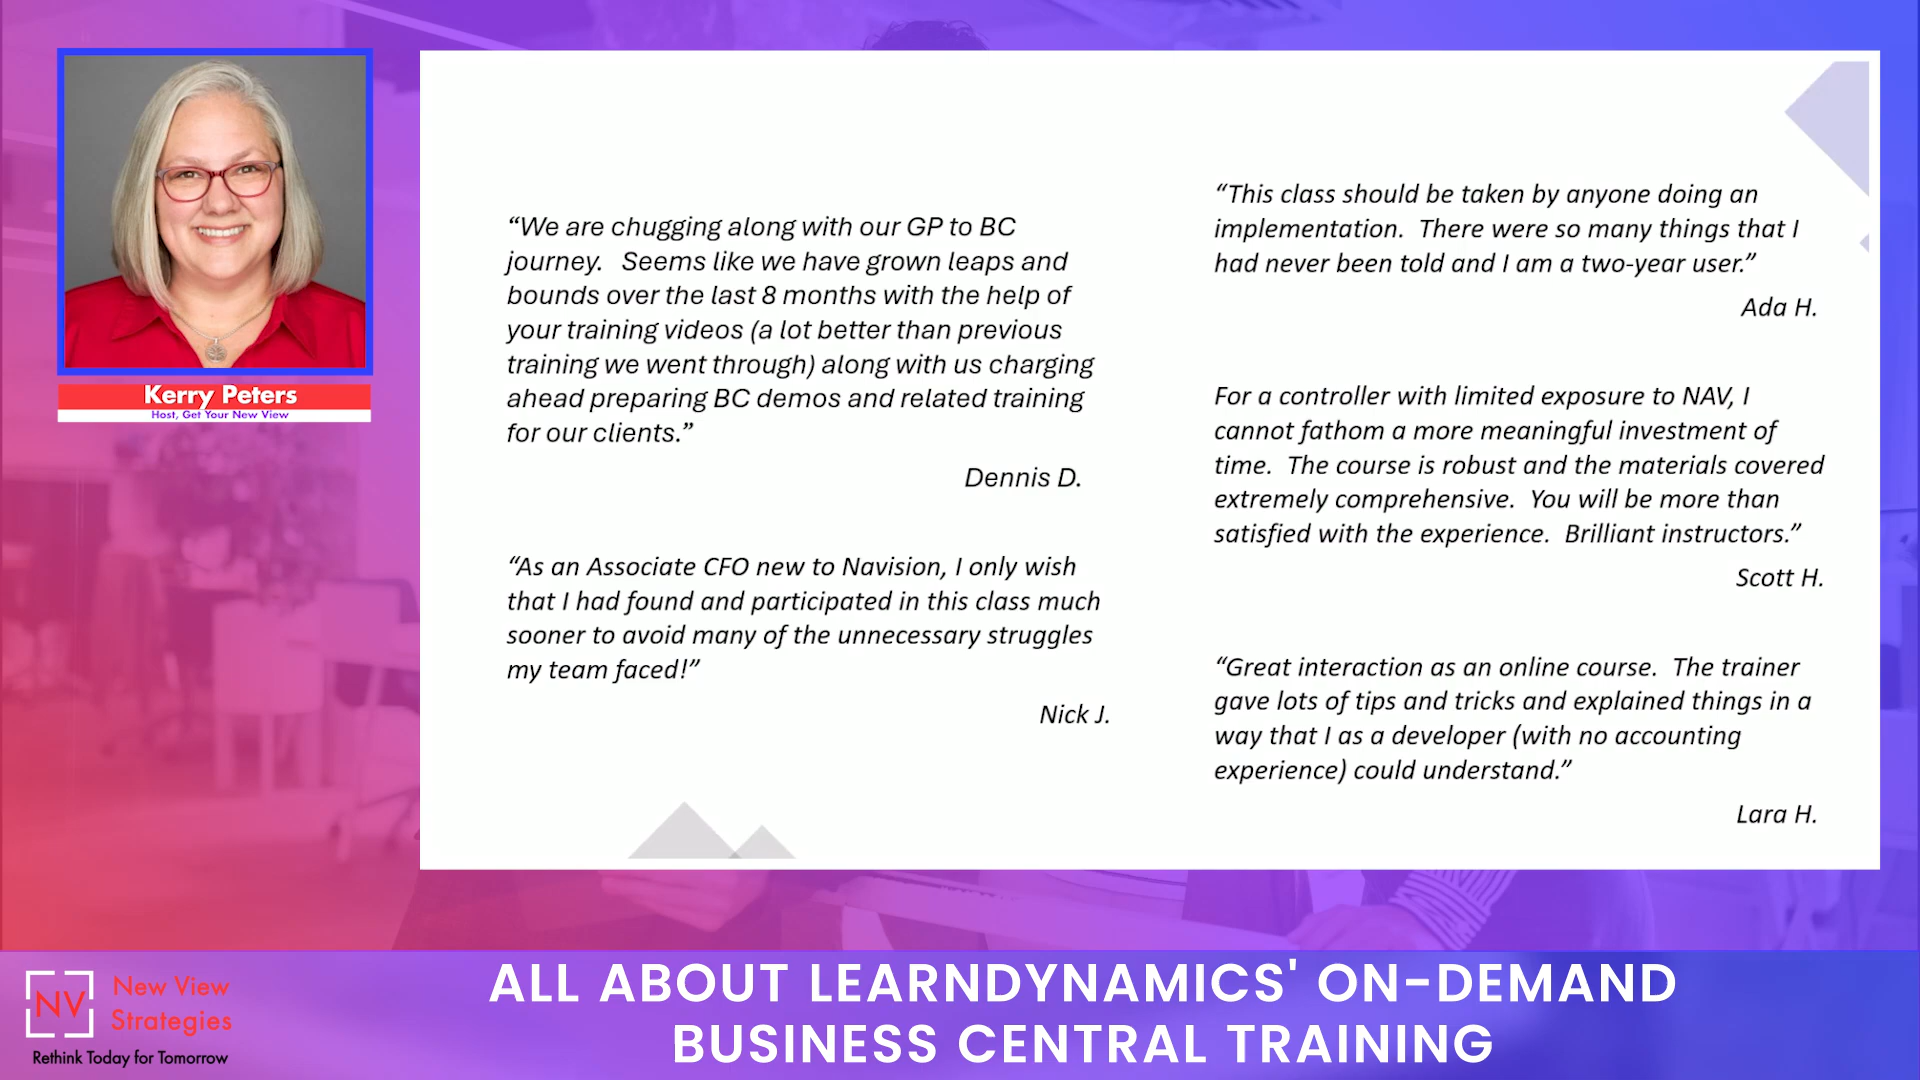 Kerry Peters
Host, Get Your New View
“We are chugging along with our GP to BC
journey.   Seems like we have grown leaps and
bounds over the last 8 months with the help of
your training videos (a lot better than previous
training we went through) along with us charging
ahead preparing BC demos and related training
for our clients.”
Dennis D.
“As an Associate CFO new to Navision, I only wish
that I had found and participated in this class much
sooner to avoid many of the unnecessary struggles
my team faced!”
Nick J.
“This class should be taken by anyone doing an
implementation.  There were so many things that I
had never been told and I am a two-year user.”
Ada H.
For a controller with limited exposure to NAV, I
cannot fathom a more meaningful investment of
time.  The course is robust and the materials covered
extremely comprehensive.  You will be more than
satisfied with the experience.  Brilliant instructors.”
Scott H.
“Great interaction as an online course.  The trainer
gave lots of tips and tricks and explained things in a
way that I as a developer (with no accounting
experience) could understand.”
Lara H.
NV
New View
Strategies
Rethink Today for Tomorrow
ALL ABOUT LEARNDYNAMICS' ON-DEMAND
BUSINESS CENTRAL TRAINING